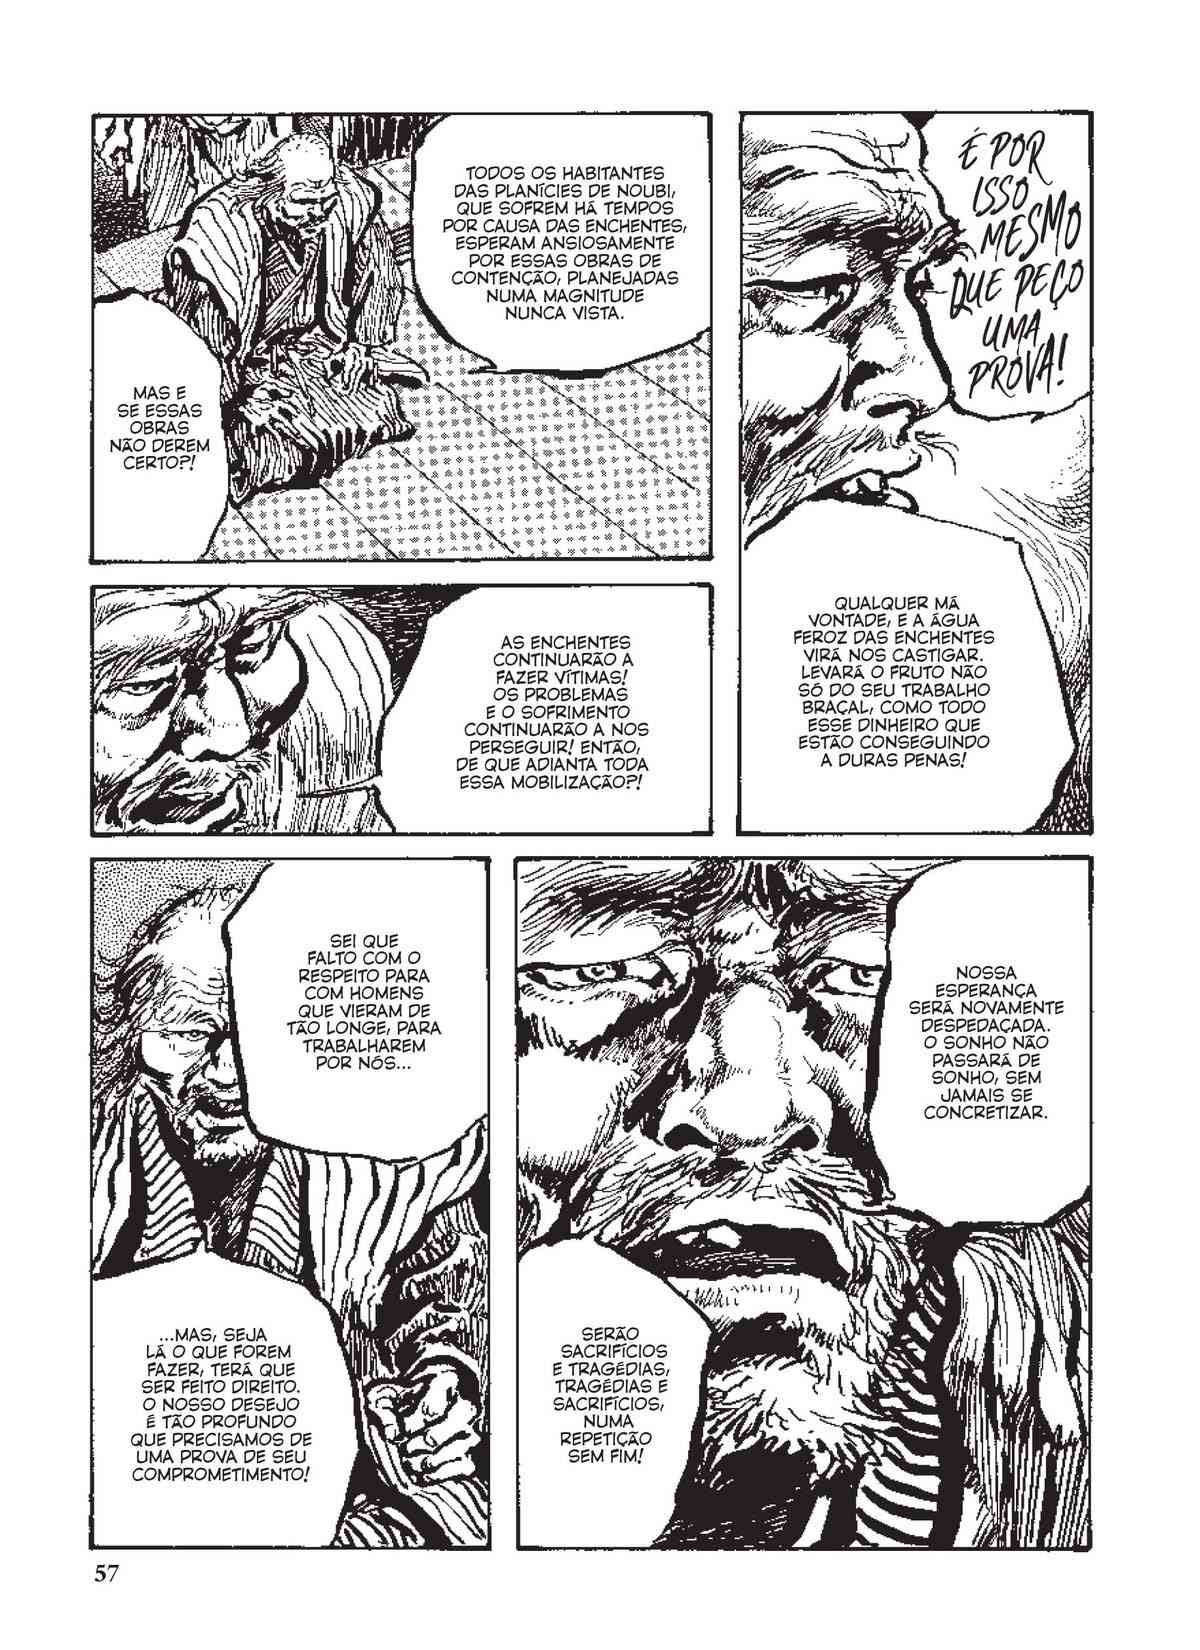 É POR
ISSO
MESMO
QUE PEÇO
UMA
PROVA!
QUALQUER MÁ
VONTADE, E A ÁGUA
FEROZ DAS ENCHENTES
VIRÁ NOS CASTIGAR.
LEVARÁ O FRUTO NÃO
SÓ DO SEU TRABALHO
BRAÇAL, COMO TODO
ESSE DINHEIRO QUE
ESTÃO CONSEGUINDO
A DURAS PENAS!
TODOS OS HABITANTES
DAS PLANÍCIES DE NOUBI,
QUE SOFREM HÁ TEMPOS
POR CAUSA DAS ENCHENTES,
ESPERAM ANSIOSAMENTE
POR ESSAS OBRAS DE
CONTENÇÃO, PLANEJADAS
NUMA MAGNITUDE
NUNCA VISTA.
MAS E
SE ESSAS
OBRAS
NÃO DEREM
CERTO?!
AS ENCHENTES
CONTINUARÃO A
FAZER VÍTIMAS!
OS PROBLEMAS
E O SOFRIMENTO
CONTINUARÃO A NOS
PERSEGUIR! ENTÃO,
DE QUE ADIANTA TODA
ESSA MOBILIZAÇÃO?!
NOSSA
ESPERANÇA
SERÁ NOVAMENTE
DESPEDAÇADA.
O SONHO NÃO
PASSARÁ DE
SONHO, SEM
JAMAIS SE
CONCRETIZAR.
SERÃO
SACRIFÍCIOS
E TRAGÉDIAS,
TRAGÉDIAS E
SACRIFÍCIOS,
NUMA
REPETIÇÃO
SEM FIM!
SEI QUE
FALTO COM O
RESPEITO PARA
COM HOMENS
QUE VIERAM DE
TÃO LONGE, PARA
TRABALHAREM
POR NÓS...
...MAS, SEJA
LÁ O QUE FOREM
FAZER, TERÁ QUE
SER FEITO DIREITO.
O NOSSO DESEJO
É TÃO PROFUNDO
QUE PRECISAMOS DE
UMA PROVA DE SEU
COMPROMETIMENTO!
57